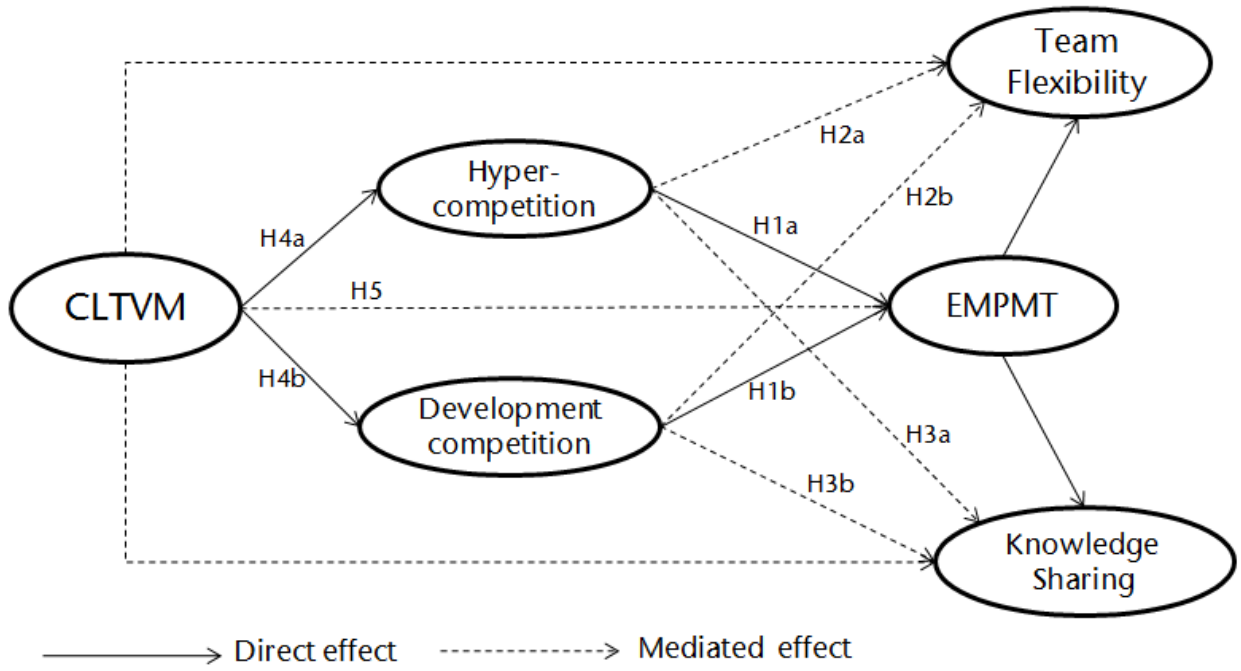 Team
Flexibility
Hyper-
competition
H2a
H2b
H4a
H1a
CLTVM
H5
EMPMT
H4b
H1b
Development
competition
H3a
H3b
Knowledge
Sharing
Direct effect
Mediated effect